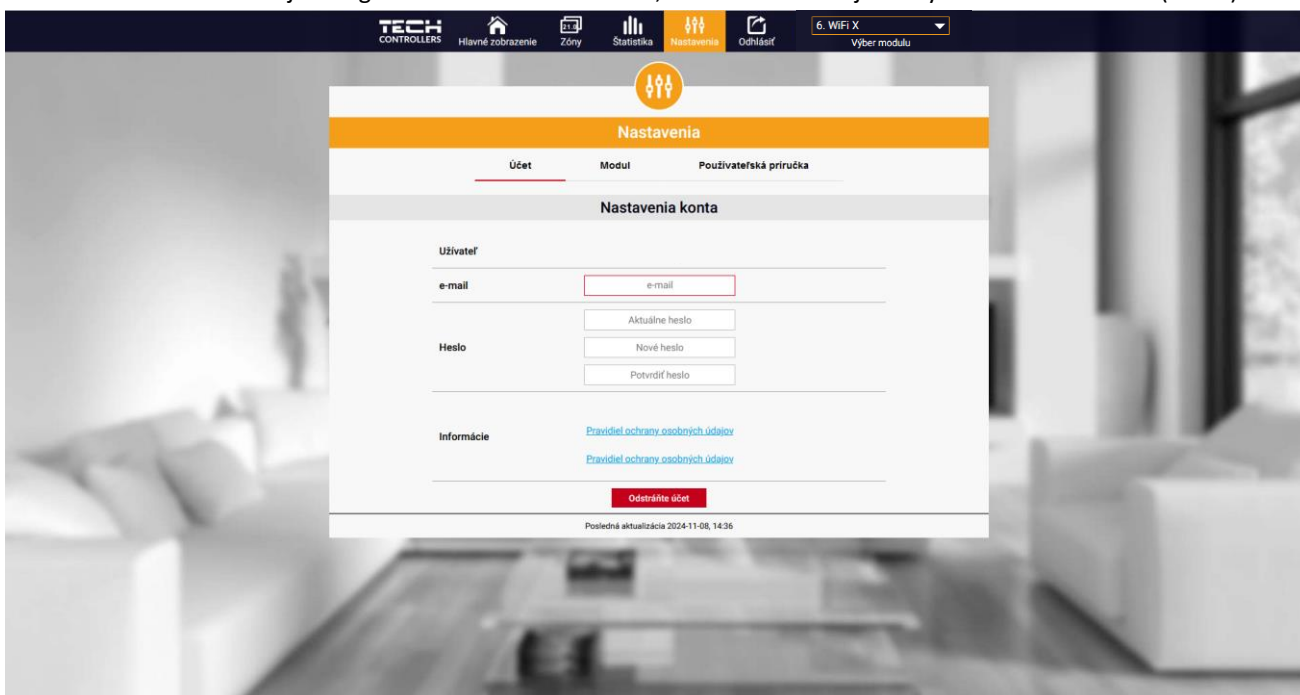 TECH
CONTROLLERS
Hlavné zobrazenie
21.0
Zóny
Štatistika
Nastavenia
Odhlásiť
6. WiFi X
Výber modulu
Nastavenia
Účet
Modul
Používateľská príručka
Nastavenia konta
Užívateľ
e-mail
e-mail
Aktuálne heslo
Heslo
Nové heslo
Potvrdiť heslo
Informácie
Pravidiel ochrany osobných údajov
Pravidiel ochrany osobných údajov
Odstráňte účet
Posledná aktualizácia 2024-11-08, 14:36